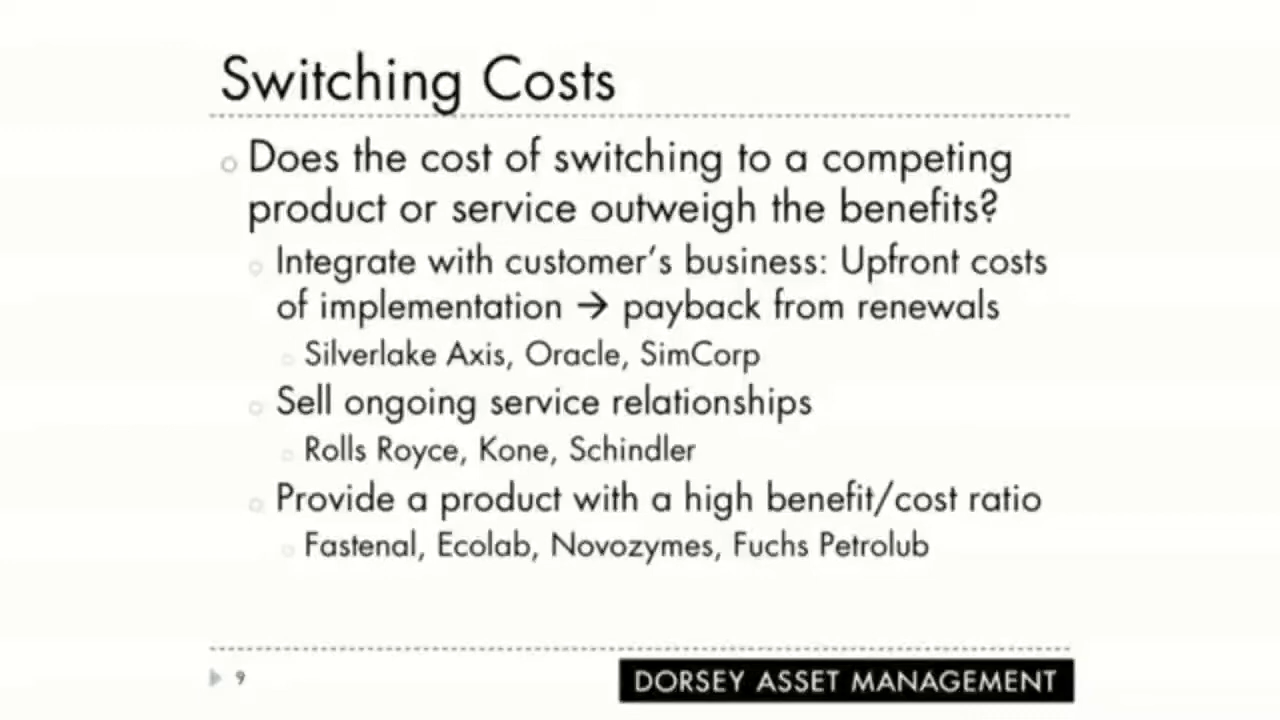 Switching Costs
Does the cost of switching to a competing
product or service outweigh the benefits?
Integrate with customer's business: Upfront costs
of implementation → payback from renewals
Silverlake Axis, Oracle, SimCorp
Sell ongoing service relationships
Rolls Royce, Kone, Schindler
Provide a product with a high benefit/cost ratio
Fastenal, Ecolab, Novozymes, Fuchs Petrolub
9
DORSEY ASSET MANAGEMENT